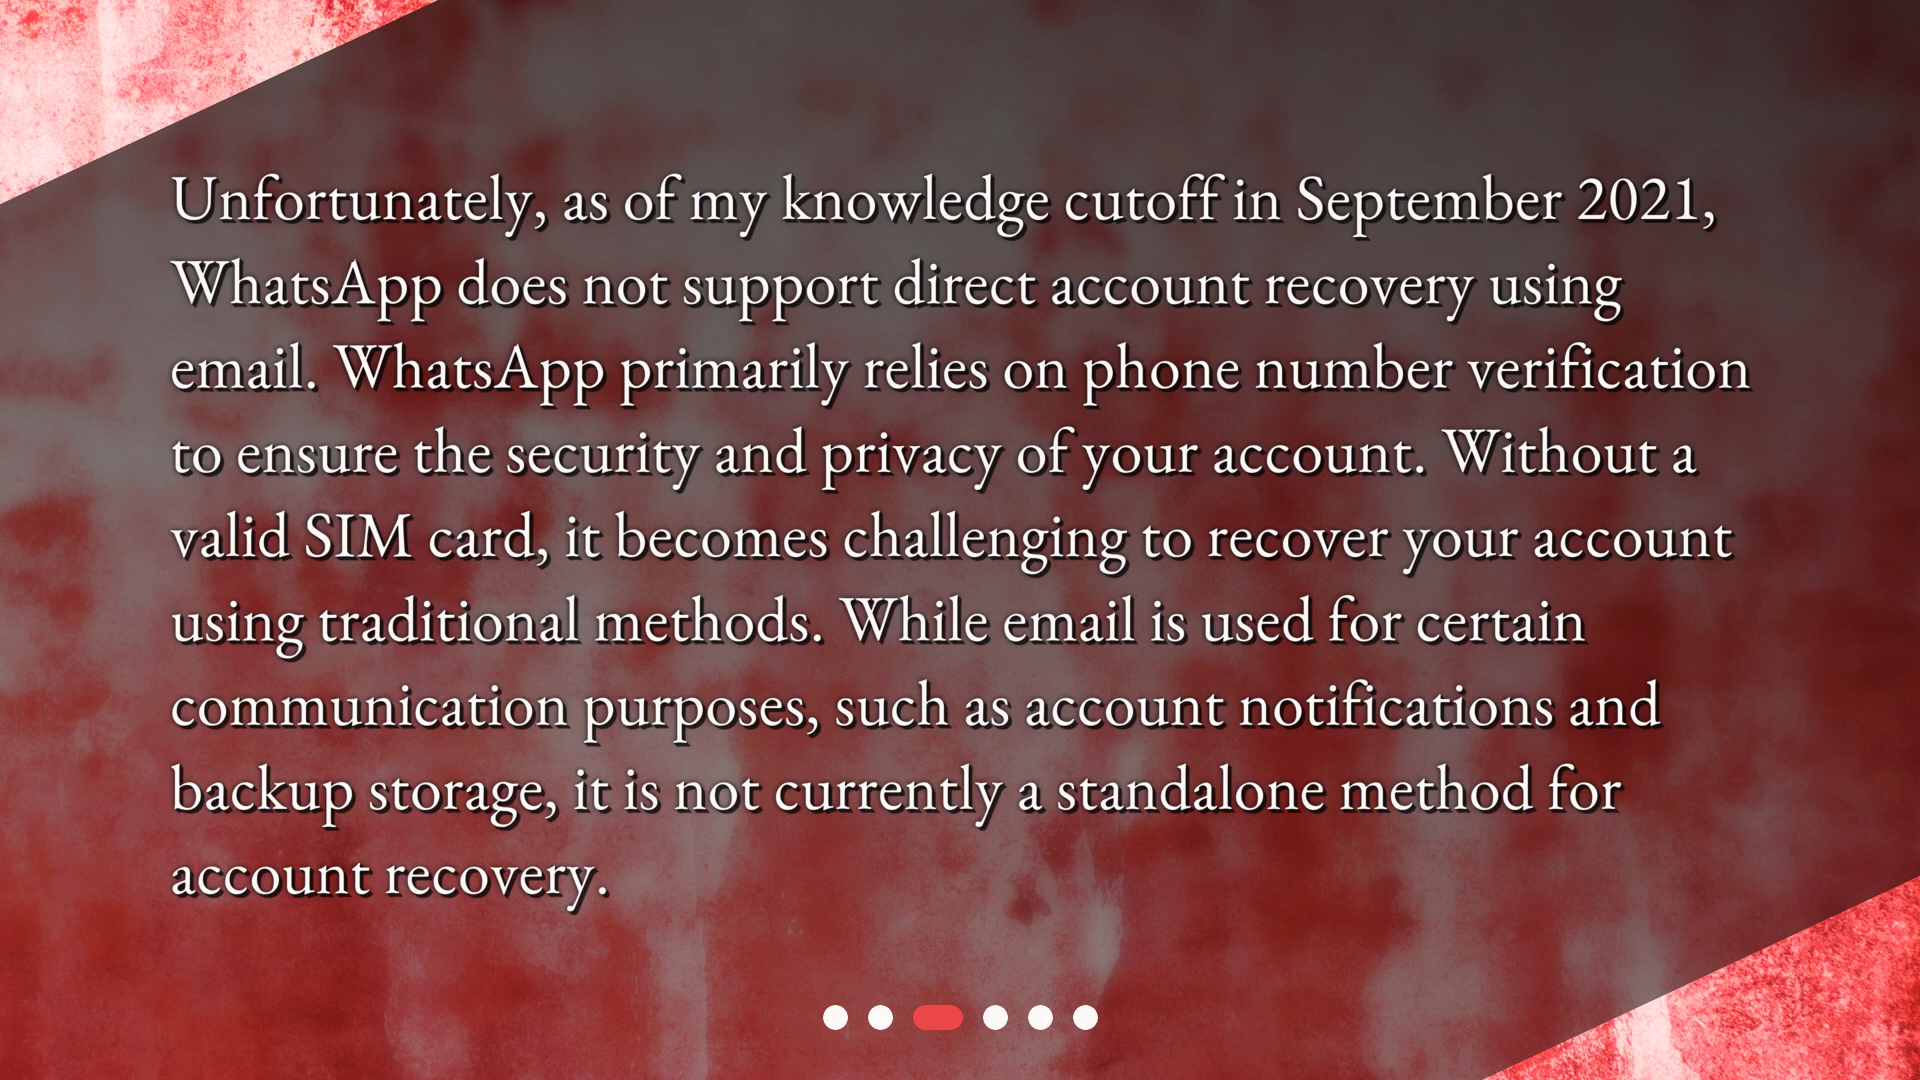 Unfortunately, as of my knowledge cutoff in September 2021,
WhatsApp does not support direct account recovery using
email. WhatsApp primarily relies on phone number verification
to ensure the security and privacy of your account. Without a
valid SIM card, it becomes challenging to recover your account
using traditional methods. While email is used for certain
communication purposes, such as account notifications and
backup storage, it is not currently a standalone method for
account recovery.